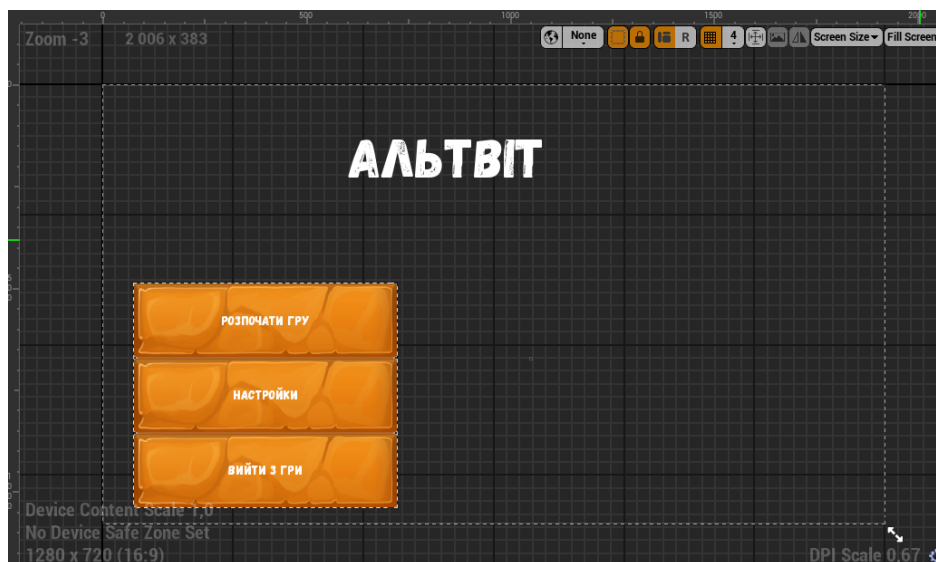 0 500 1000 1500 2000
Zoom -3 2 006 x 383 None R 4 Screen Size Fill Screen
АЛЬТВІТ
РОЗПОЧАТИ ГРУ
НАСТРОЙКИ
ВИЙТИ З ГРИ
Device Content Scale 1,0
No Device Safe Zone Set
1280 x 720 (16:9) DPI Scale 0.67